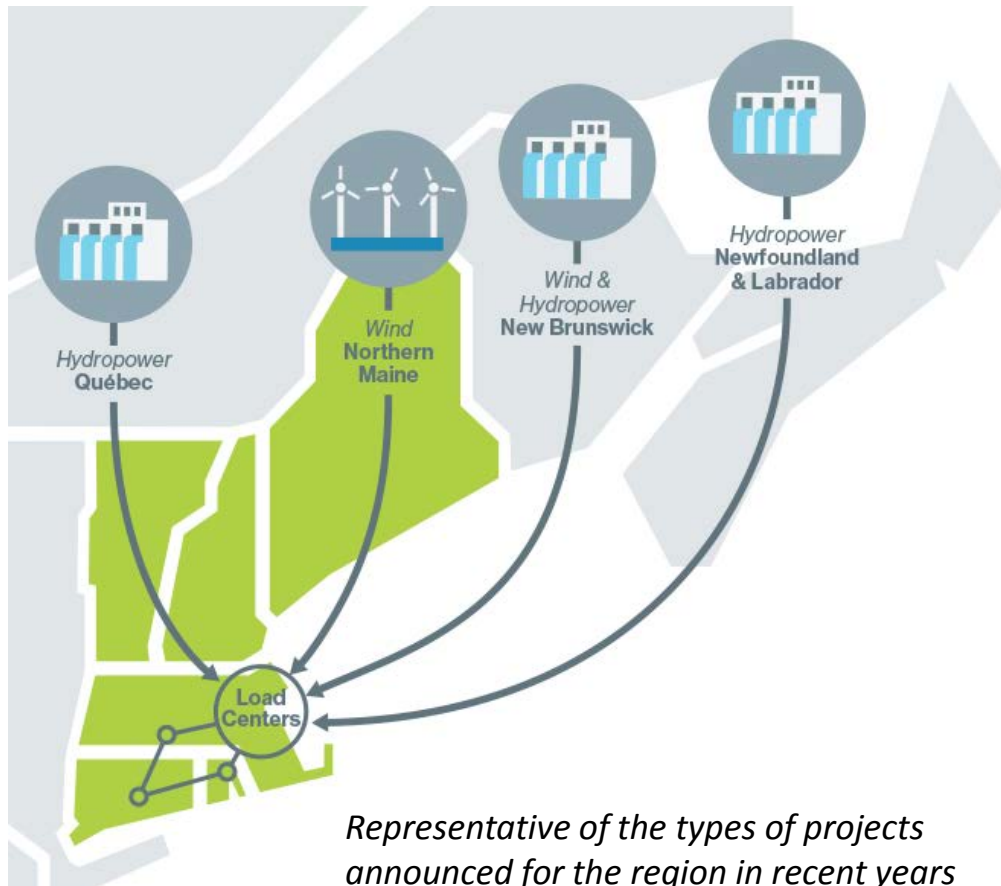 Hydropower
Québec
Wind
Northern
Maine
Wind &
Hydropower
New Brunswick
Hydropower
Newfoundland
& Labrador
Load
Centers
Representative of the types of projects
announced for the region in recent years